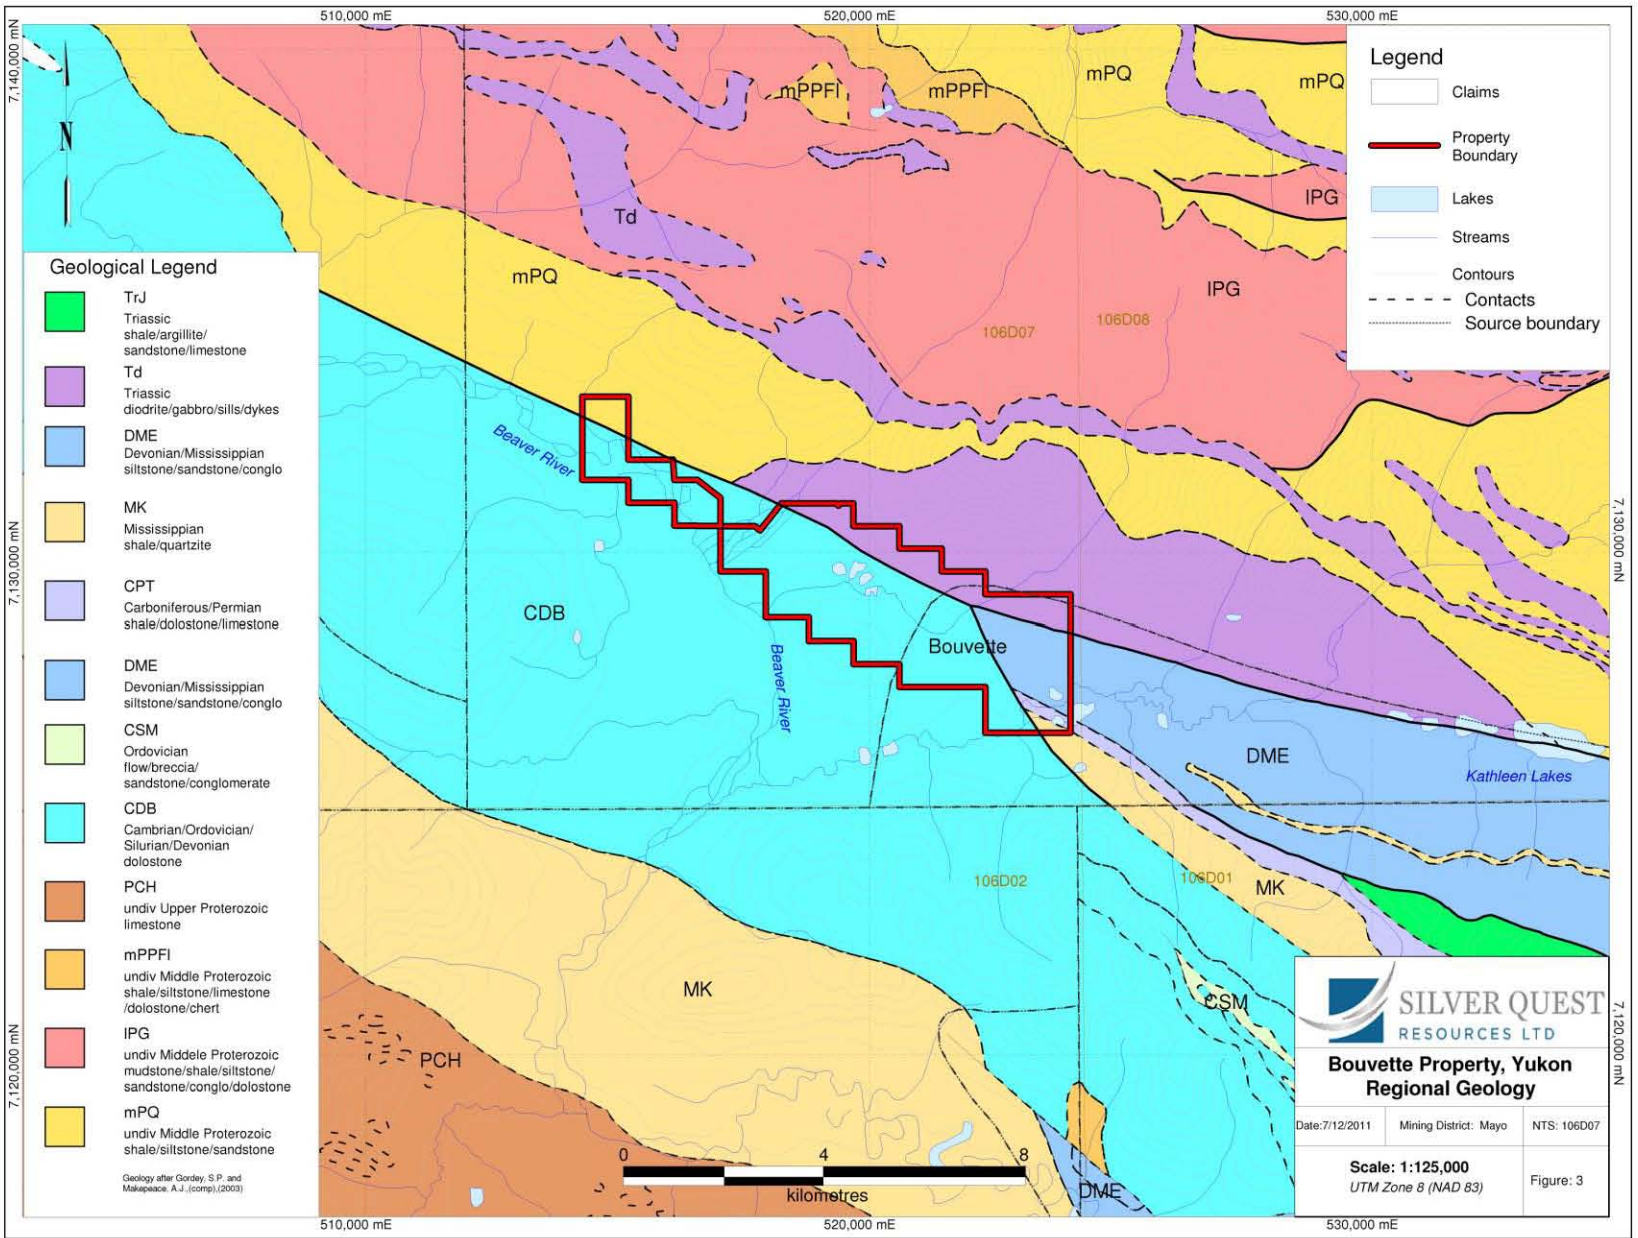 510,000 mE
520,000 mE
530,000 mE
7,140,000 mN
7,130,000 mN
7,120,000 mN
7,130,000 mN
7,120,000 mN
N
mPPFl
mPPFl
mPQ
mPQ
Td
mPQ
lPG
lPG
106D07
106D08
Beaver River
CDB
Beaver River
Bouvette
DME
Kathleen Lakes
106D02
106D01
MK
MK
CSM
PCH
DME
Legend
Claims
Property
Boundary
Lakes
Streams
Contours
Contacts
Source boundary
Geological Legend
TrJ
Triassic
shale/argillite/
sandstone/limestone
Td
Triassic
diodrite/gabbro/sills/dykes
DME
Devonian/Mississippian
siltstone/sandstone/conglo
MK
Mississippian
shale/quartzite
CPT
Carboniferous/Permian
shale/dolostone/limestone
DME
Devonian/Mississippian
siltstone/sandstone/conglo
CSM
Ordovician
flow/breccia/
sandstone/conglomerate
CDB
Cambrian/Ordovician/
Silurian/Devonian
dolostone
PCH
undiv Upper Proterozoic
limestone
mPPFl
undiv Middle Proterozoic
shale/siltstone/limestone
/dolostone/chert
lPG
undiv Middele Proterozoic
mudstone/shale/siltstone/
sandstone/conglo/dolostone
mPQ
undiv Middle Proterozoic
shale/siltstone/sandstone
Geology after Gordey, S.P. and
Makepeace, A.J.,(comp),(2003)
0 4 8
kilometres
SILVER QUEST
RESOURCES LTD
Bouvette Property, Yukon
Regional Geology
Date:7/12/2011
Mining District: Mayo
NTS: 106D07
Scale: 1:125,000
UTM Zone 8 (NAD 83)
Figure: 3
510,000 mE
520,000 mE
530,000 mE